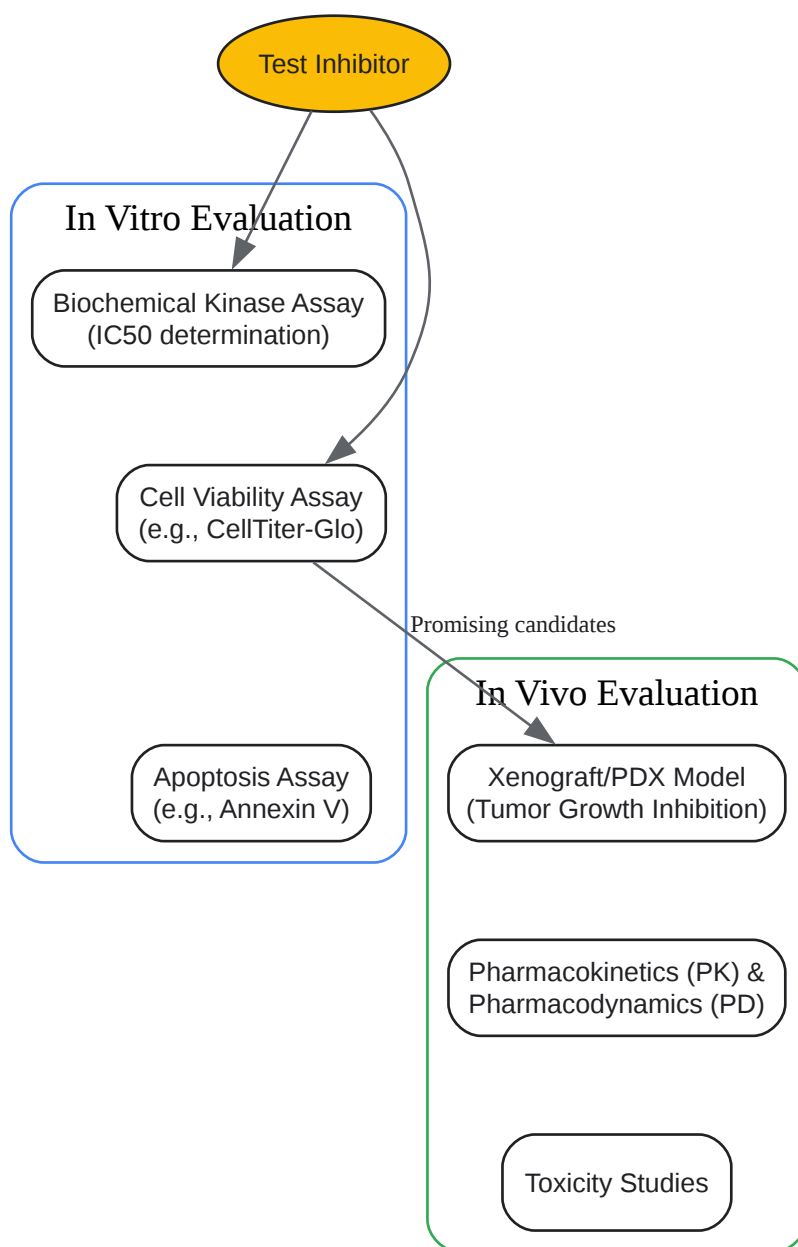 Test Inhibitor
In Vitro Evaluation
Biochemical Kinase Assay
(IC50 determination)
Cell Viability Assay
(e.g., CellTiter-Glo)
Promising candidates
In Vivo Evaluation
Apoptosis Assay
(e.g., Annexin V)
Xenograft/PDX Model
(Tumor Growth Inhibition)
Pharmacokinetics (PK) &
Pharmacodynamics (PD)
Toxicity Studies